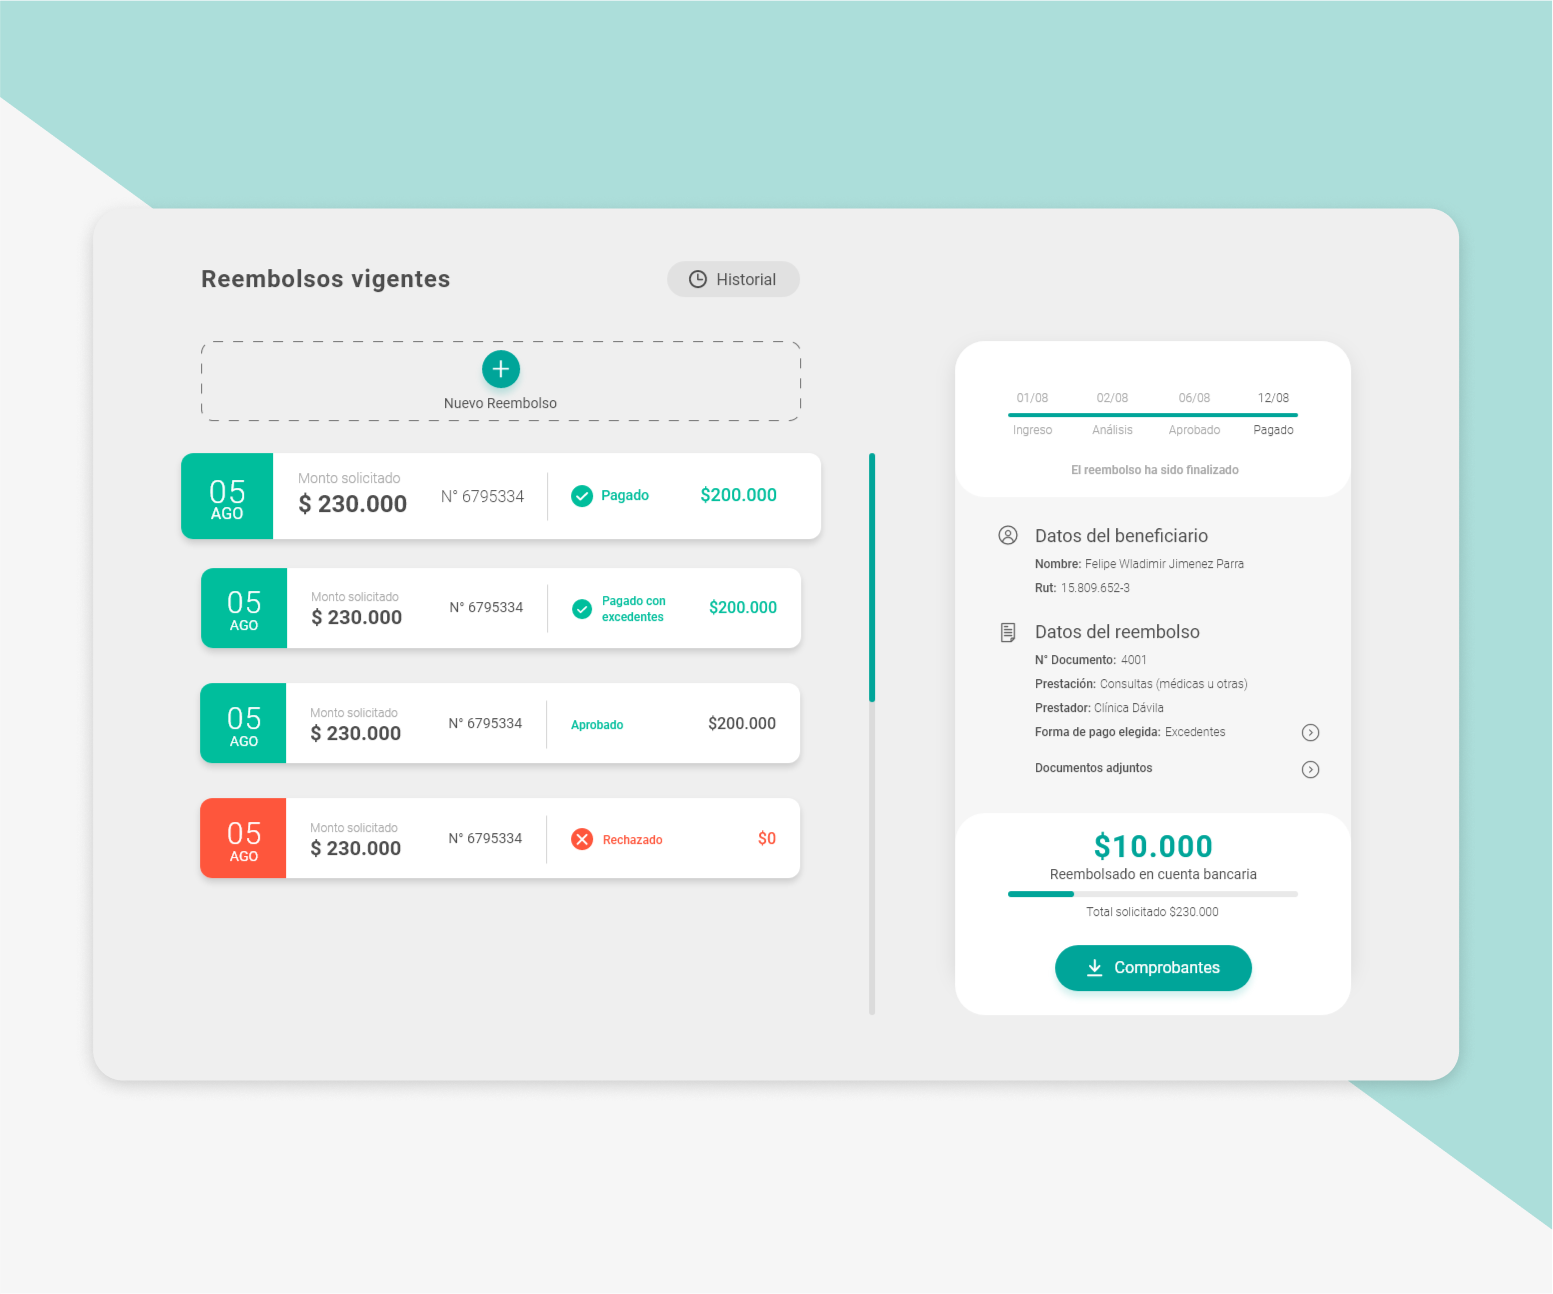 Reembolsos vigentes
Historial
Nuevo Reembolso
05
AGO
Monto solicitado
$ 230.000
N° 6795334
Pagado
$200.000
05
AGO
Monto solicitado
$ 230.000
N° 6795334
Pagado con
excedentes
$200.000
05
AGO
Monto solicitado
$ 230.000
N° 6795334
Aprobado
$200.000
05
AGO
Monto solicitado
$ 230.000
N° 6795334
Rechazado
$0
01/08 02/08 06/08 12/08
Ingreso Análisis Aprobado Pagado
El reembolso ha sido finalizado
Datos del beneficiario
Nombre: Felipe Wladimir Jimenez Parra
Rut: 15.809.652-3
Datos del reembolso
N° Documento: 4001
Prestación: Consultas (médicas u otras)
Prestador: Clínica Dávila
Forma de pago elegida: Excedentes
Documentos adjuntos
$10.000
Reembolsado en cuenta bancaria
Total solicitado $230.000
Comprobantes